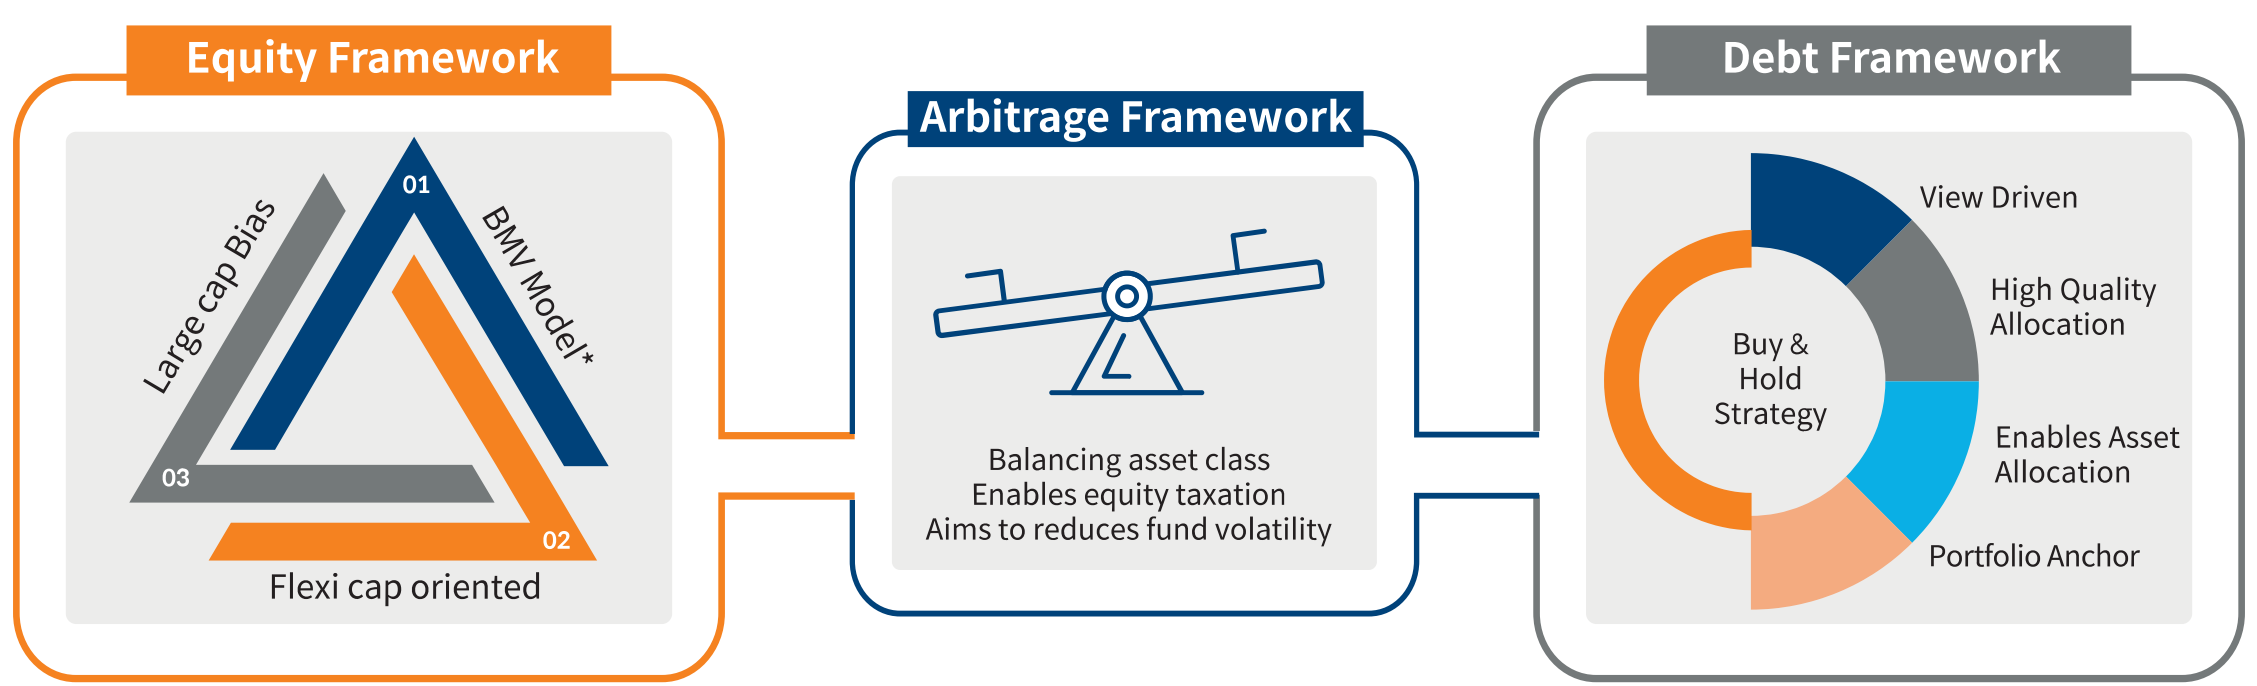 Equity Framework
01
BMV Model*
02
Flexi cap oriented
03
Large cap Bias
Arbitrage Framework
Balancing asset class
Enables equity taxation
Aims to reduces fund volatility
Debt Framework
Buy &
Hold
Strategy
View Driven
High Quality
Allocation
Enables Asset
Allocation
Portfolio Anchor